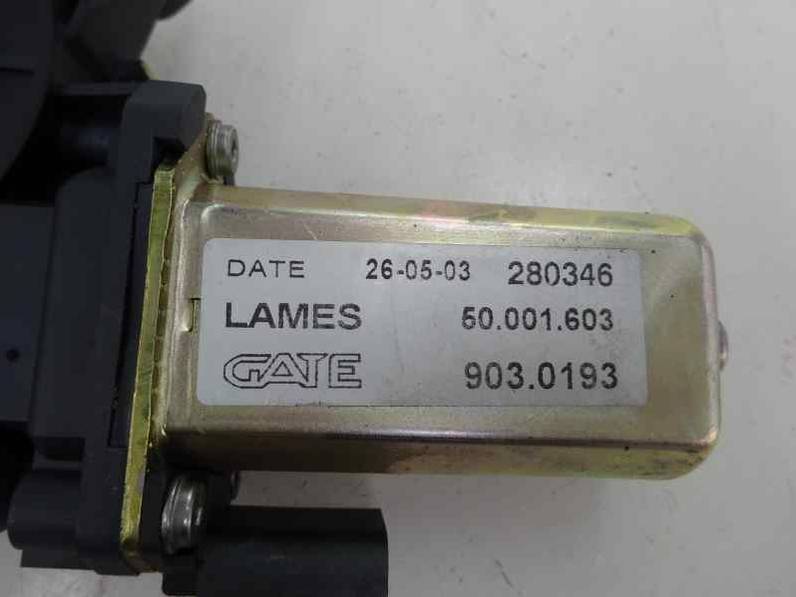 DATE 26-05-03 280346
LAMES 50.001.603
GATE 903.0193